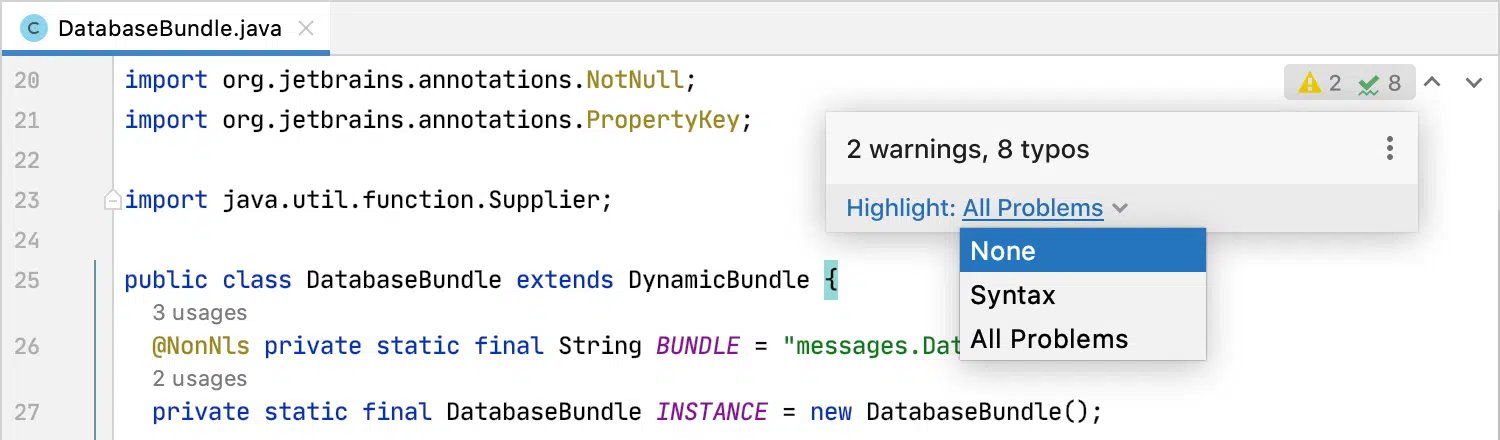 C DatabaseBundle.java
20 import org.jetbrains.annotations.NotNull;
2 8
21 import org.jetbrains.annotations.PropertyKey;
2 warnings, 8 typos
22
23 import java.util.function.Supplier;
Highlight: All Problems
24
None
Syntax
All Problems
25 public class DatabaseBundle extends DynamicBundle {
3 usages
26 @NonNls private static final String BUNDLE = "messages.Dat
2 usages
27 private static final DatabaseBundle INSTANCE = new DatabaseBundle();